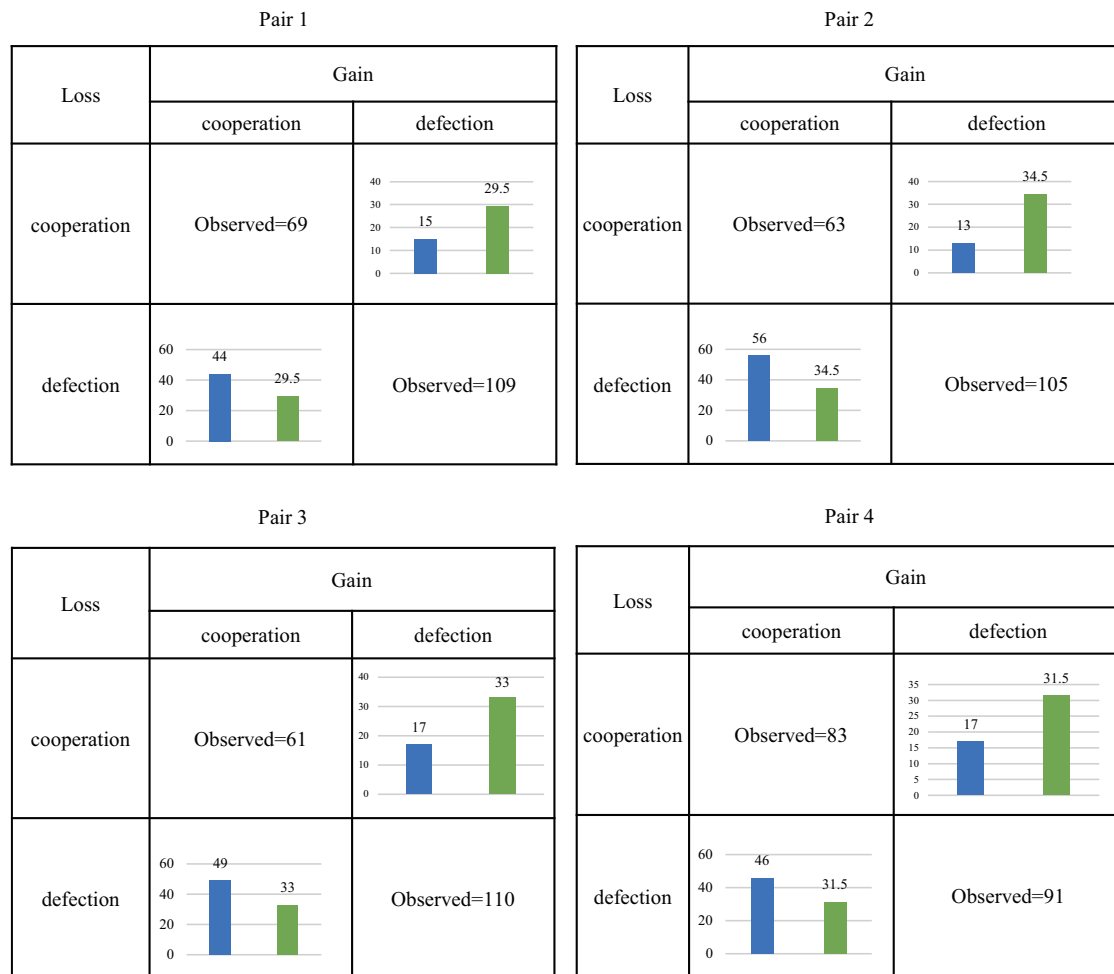 Pair 1
Loss
Gain
cooperation
defection
cooperation
Observed=69
40
30
20
10
0
15
29.5
defection
60
40
20
0
44
29.5
Observed=109
Pair 2
Loss
Gain
cooperation
defection
cooperation
Observed=63
40
30
20
10
0
13
34.5
defection
60
40
20
0
56
34.5
Observed=105
Pair 3
Loss
Gain
cooperation
defection
cooperation
Observed=61
40
30
20
10
0
17
33
defection
60
40
20
0
49
33
Observed=110
Pair 4
Loss
Gain
cooperation
defection
cooperation
Observed=83
35
30
25
20
15
10
5
0
17
31.5
defection
60
40
20
0
46
31.5
Observed=91